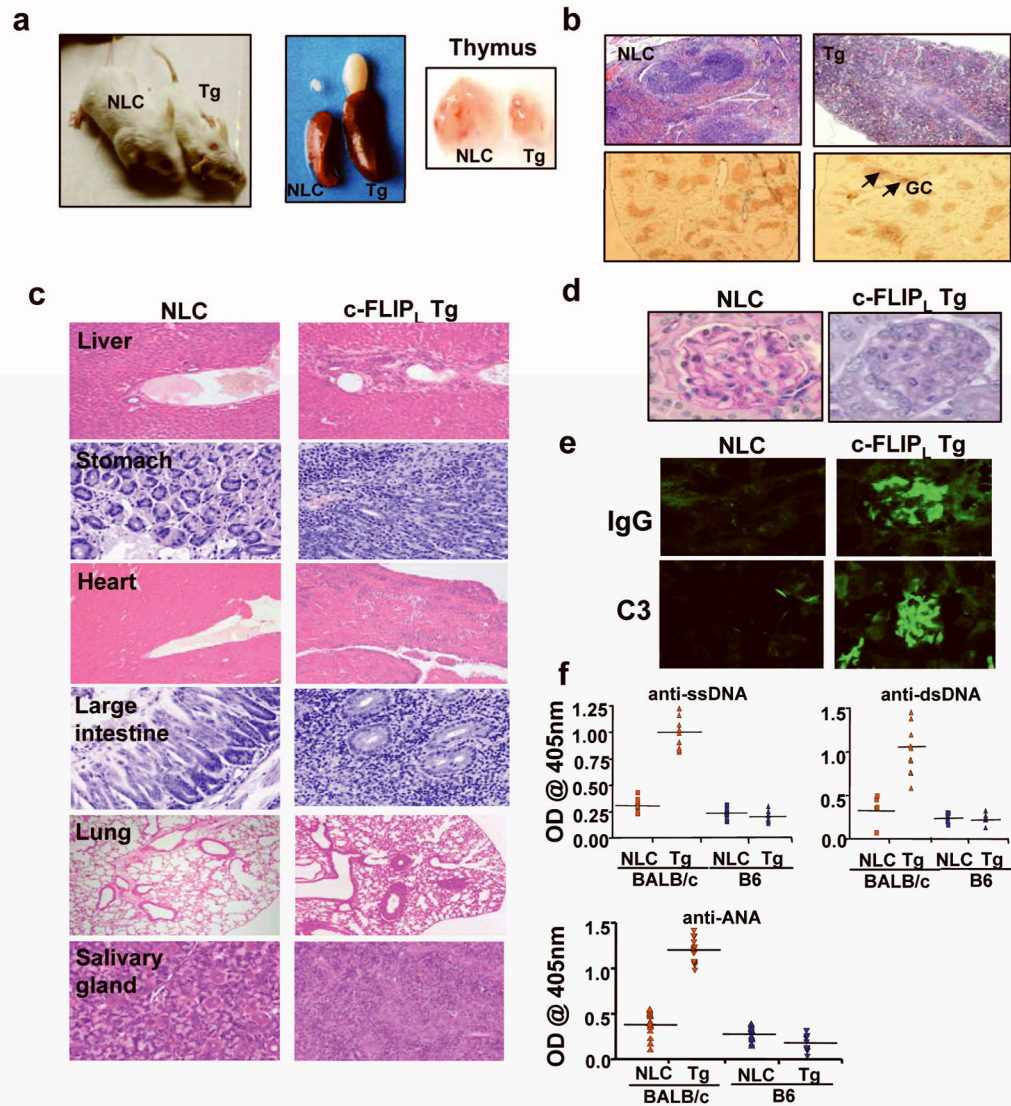 a
NLC
Tg
NLC
Tg
Thymus
NLC
Tg
b
NLC
Tg
GC
c
NLC
c-FLIPL Tg
Liver
Stomach
Heart
Large
intestine
Lung
Salivary
gland
d
NLC
c-FLIPL Tg
e
NLC
c-FLIPL Tg
IgG
C3
f
anti-ssDNA
OD @ 405nm
1.25
1.00
0.75
0.50
0.25
0.00
NLC Tg NLC Tg
BALB/c B6
anti-dsDNA
1.5
1.0
0.5
0.0
NLC Tg NLC Tg
BALB/c B6
anti-ANA
OD @ 405nm
1.5
1.0
0.5
0.0
NLC Tg NLC Tg
BALB/c B6